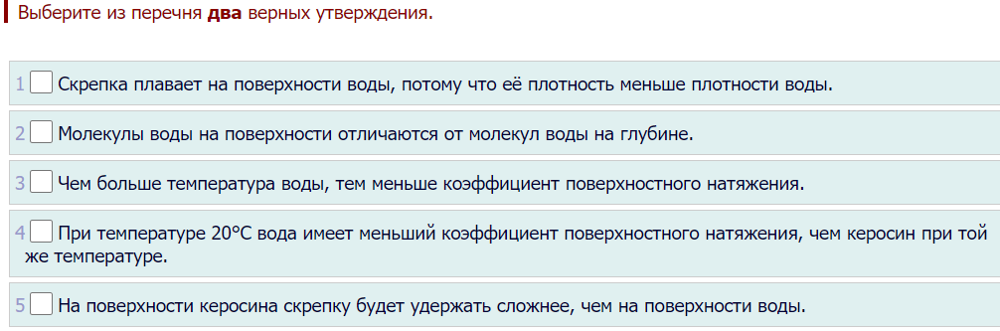 Выберите из перечня два верных утверждения.
1 Скрепка плавает на поверхности воды, потому что её плотность меньше плотности воды.
2 Молекулы воды на поверхности отличаются от молекул воды на глубине.
3 Чем больше температура воды, тем меньше коэффициент поверхностного натяжения.
4 При температуре 20°С вода имеет меньший коэффициент поверхностного натяжения, чем керосин при той
же температуре.
5 На поверхности керосина скрепку будет удержать сложнее, чем на поверхности воды.